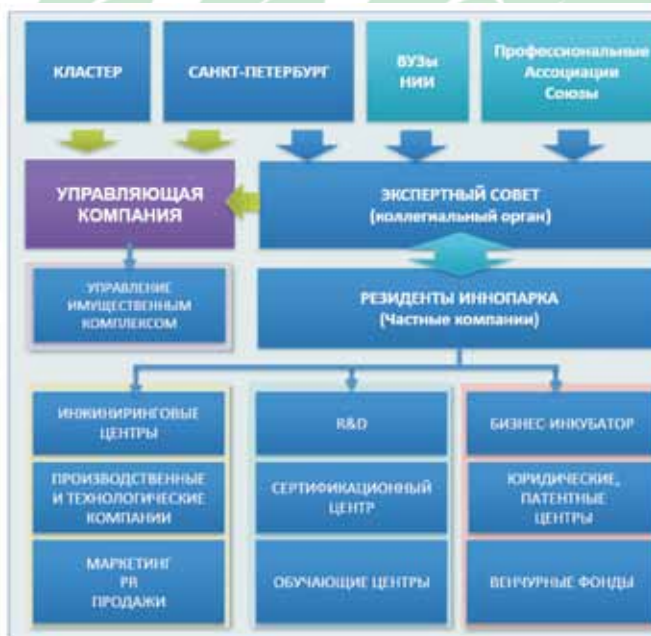 КЛАСТЕР
САНКТ-ПЕТЕРБУРГ
ВУЗы
НИИ
Профессиональные
Ассоциации
Союзы
УПРАВЛЯЮЩАЯ
КОМПАНИЯ
ЭКСПЕРТНЫЙ СОВЕТ
(коллегиальный орган)
УПРАВЛЕНИЕ
ИМУЩЕСТВЕННЫМ
КОМПЛЕКСОМ
РЕЗИДЕНТЫ ИННОПАРКА
(Частные компании)
ИНЖИНИРИНГОВЫЕ
ЦЕНТРЫ
R&D
БИЗНЕС ИНКУБАТОР
ПРОИЗВОДСТВЕННЫЕ
И ТЕХНОЛОГИЧЕСКИЕ
КОМПАНИИ
СЕРТИФИКАЦИОННЫЙ
ЦЕНТР
ЮРИДИЧЕСКИЕ,
ПАТЕНТНЫЕ
ЦЕНТРЫ
МАРКЕТИНГ
PR
ПРОДАЖИ
ОБУЧАЮЩИЕ ЦЕНТРЫ
ВЕНЧУРНЫЕ ФОНДЫ